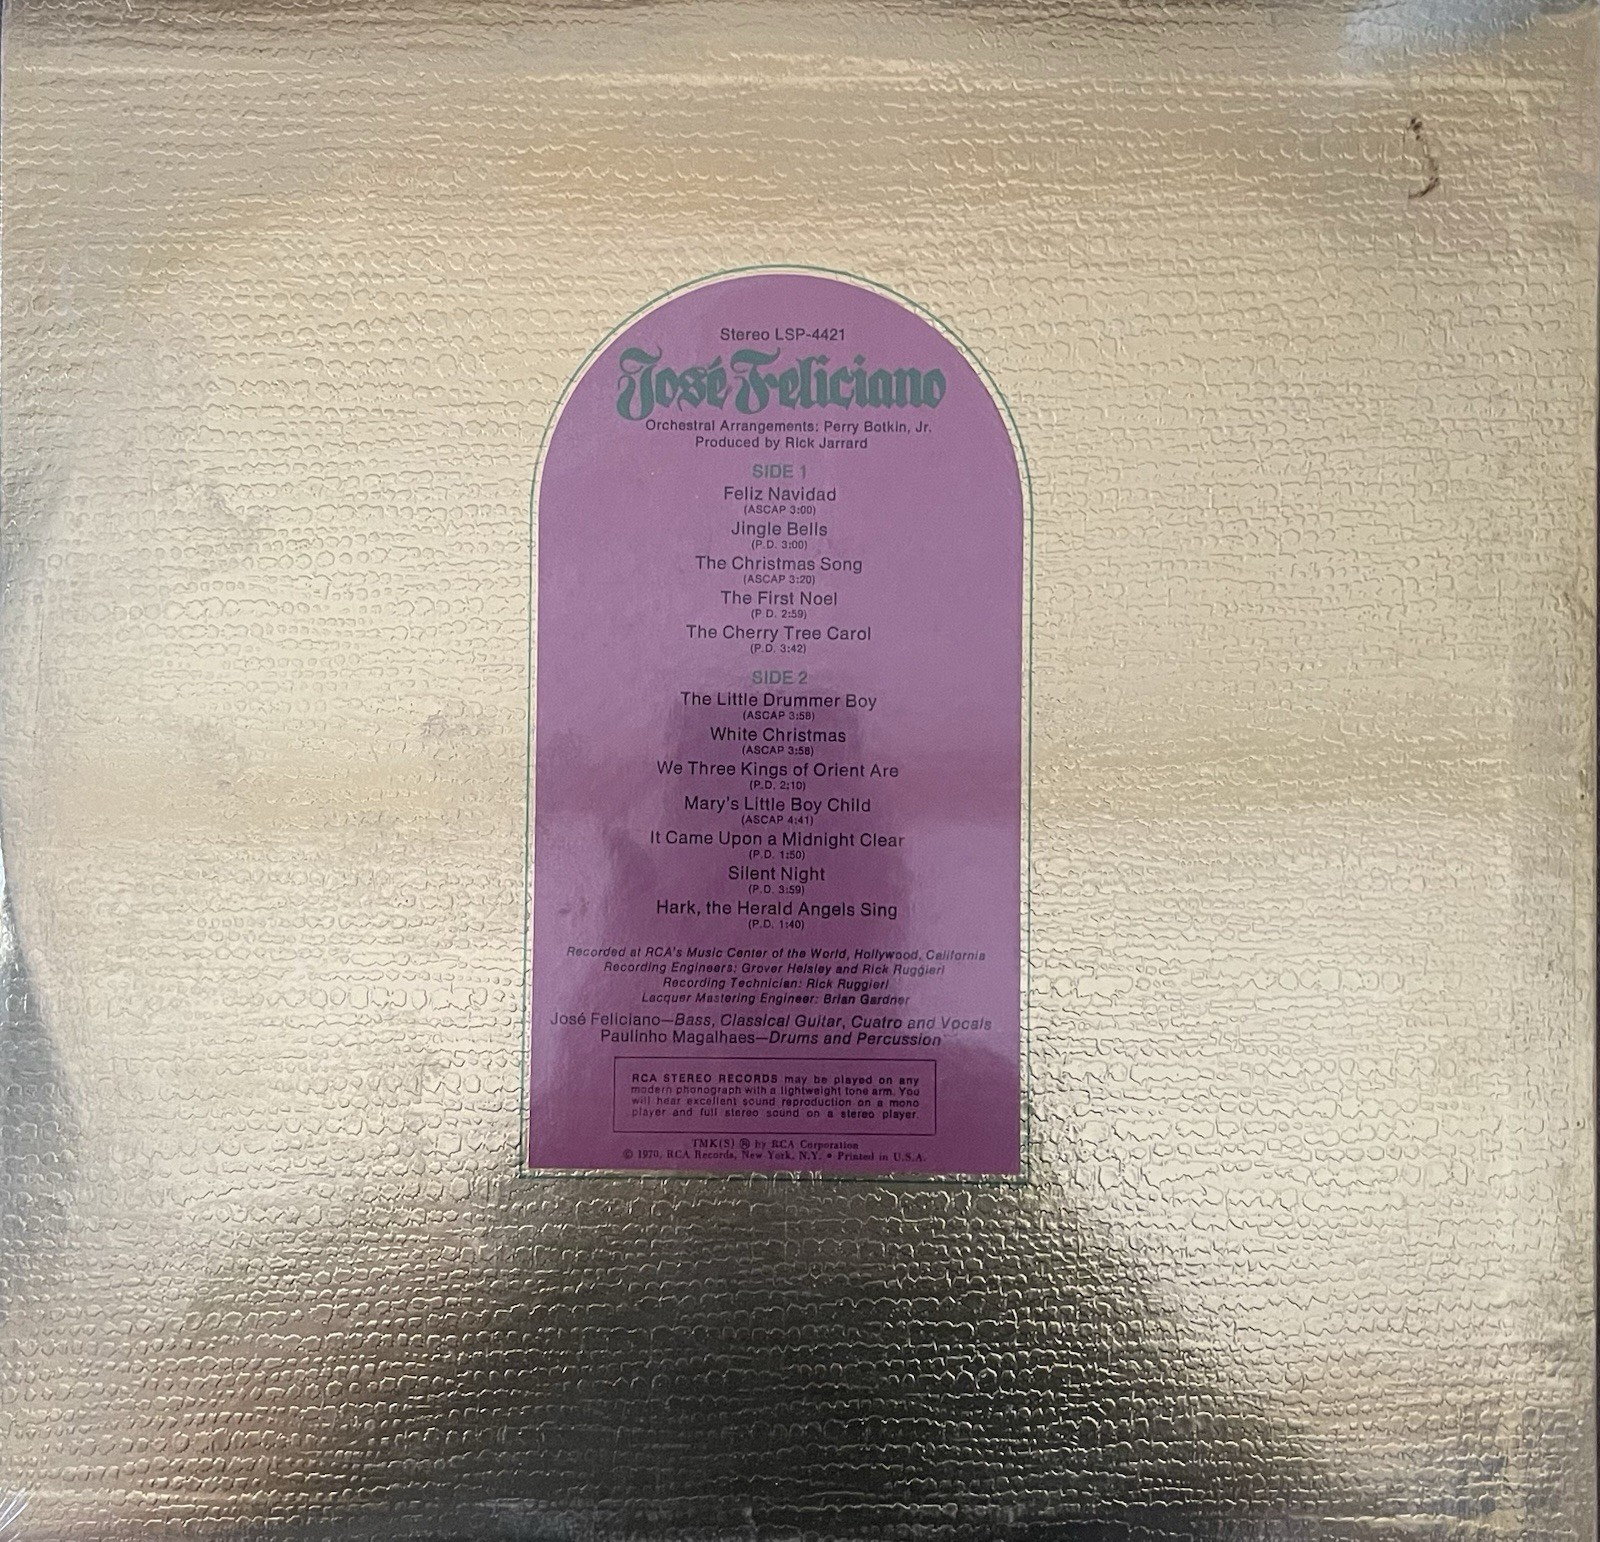 Stereo LSP-4421
José Feliciano
Orchestral Arrangements: Perry Botkin, Jr.
Produced by Rick Jarrard
SIDE 1
Feliz Navidad
(ASCAP 3:00)
Jingle Bells
(P.D. 3:00)
The Christmas Song
(ASCAP 3:20)
The First Noel
(P.D. 2:59)
The Cherry Tree Carol
(P.D. 3:42)
SIDE 2
The Little Drummer Boy
(ASCAP 3:58)
White Christmas
(ASCAP 3:58)
We Three Kings of Orient Are
(P.D. 2:10)
Mary's Little Boy Child
(ASCAP 4:41)
It Came Upon a Midnight Clear
(P.D. 1:50)
Silent Night
(P.D. 3:59)
Hark, the Herald Angels Sing
(P.D. 1:40)
Recorded at RCA's Music Center of the World, Hollywood, California
Recording Engineers: Grover Helsley and Rick Ruggieri
Recording Technician: Rick Ruggieri
Lacquer Mastering Engineer: Brian Gardner
José Feliciano—Bass, Classical Guitar, Cuatro and Vocals
Paulinho Magalhaes—Drums and Percussion
RCA STEREO RECORDS may be played on any
modern phonograph with a lightweight tone arm. You
will hear excellent sound reproduction on a mono
player and full stereo sound on a stereo player.
TMK(S) ® by RCA Corporation
© 1970, RCA Records, New York, N.Y. • Printed in U.S.A.